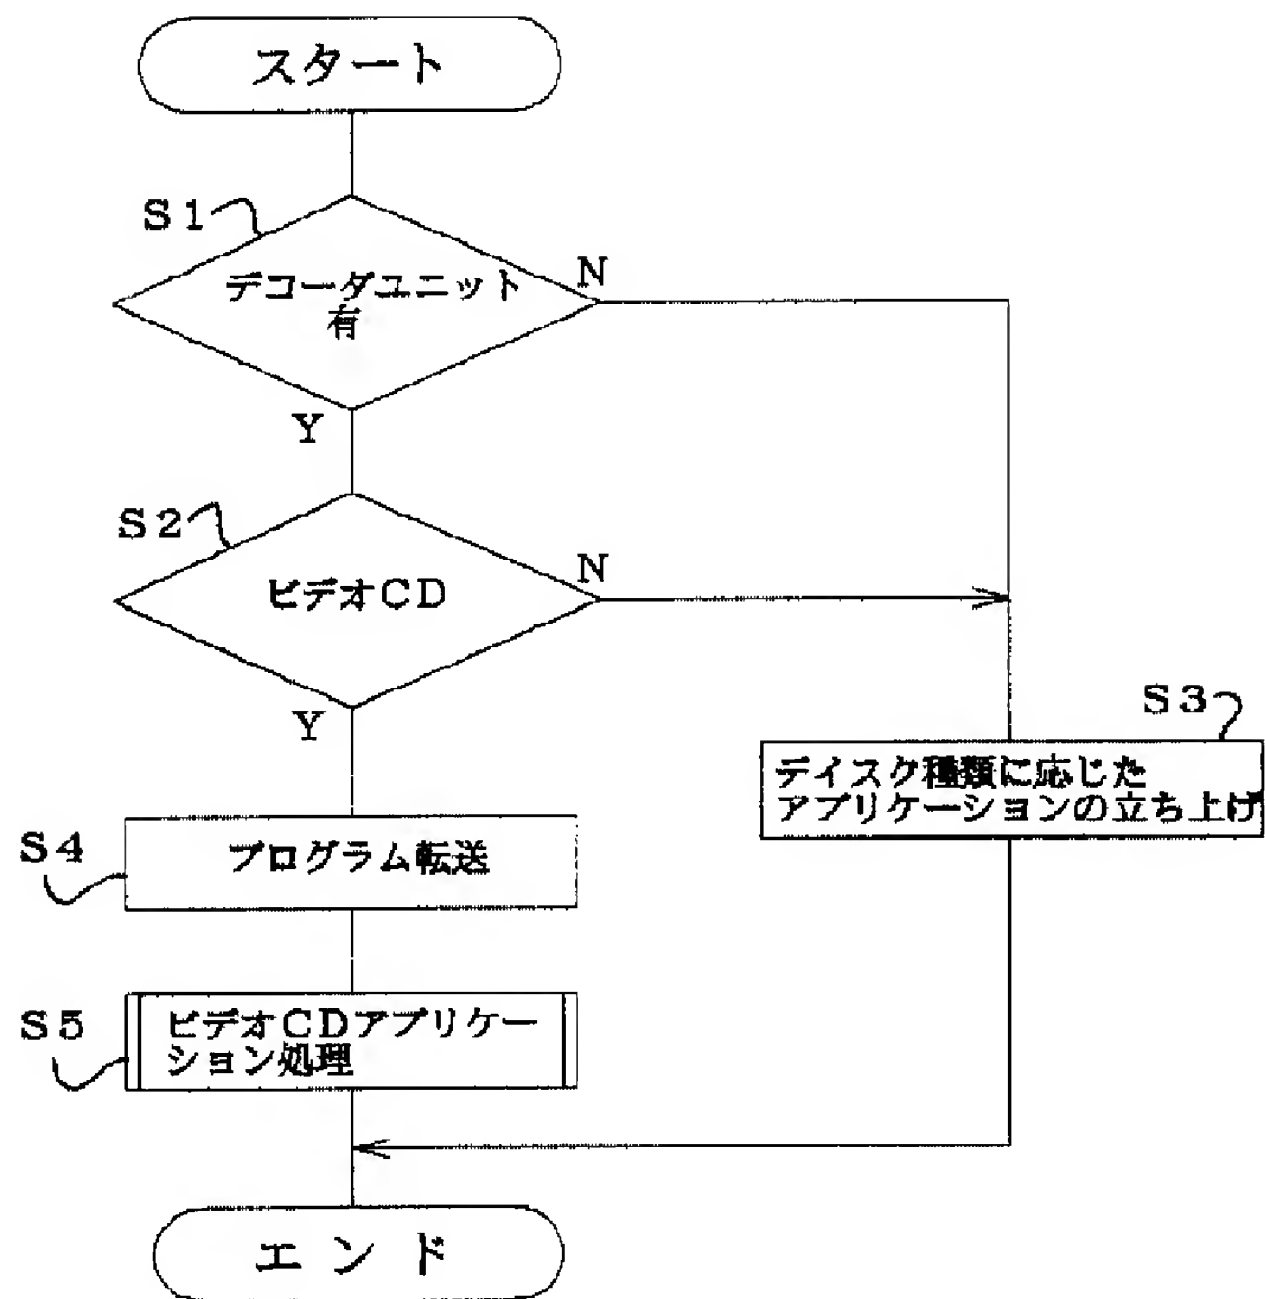 スタート
S1
デコーダユニット
有
N
Y
S2
ビデオCD
N
Y
S3
ディスク種類に応じた
アプリケーションの立ち上げ
S4
プログラム転送
S5
ビデオCDアプリケー
ション処理
エンド